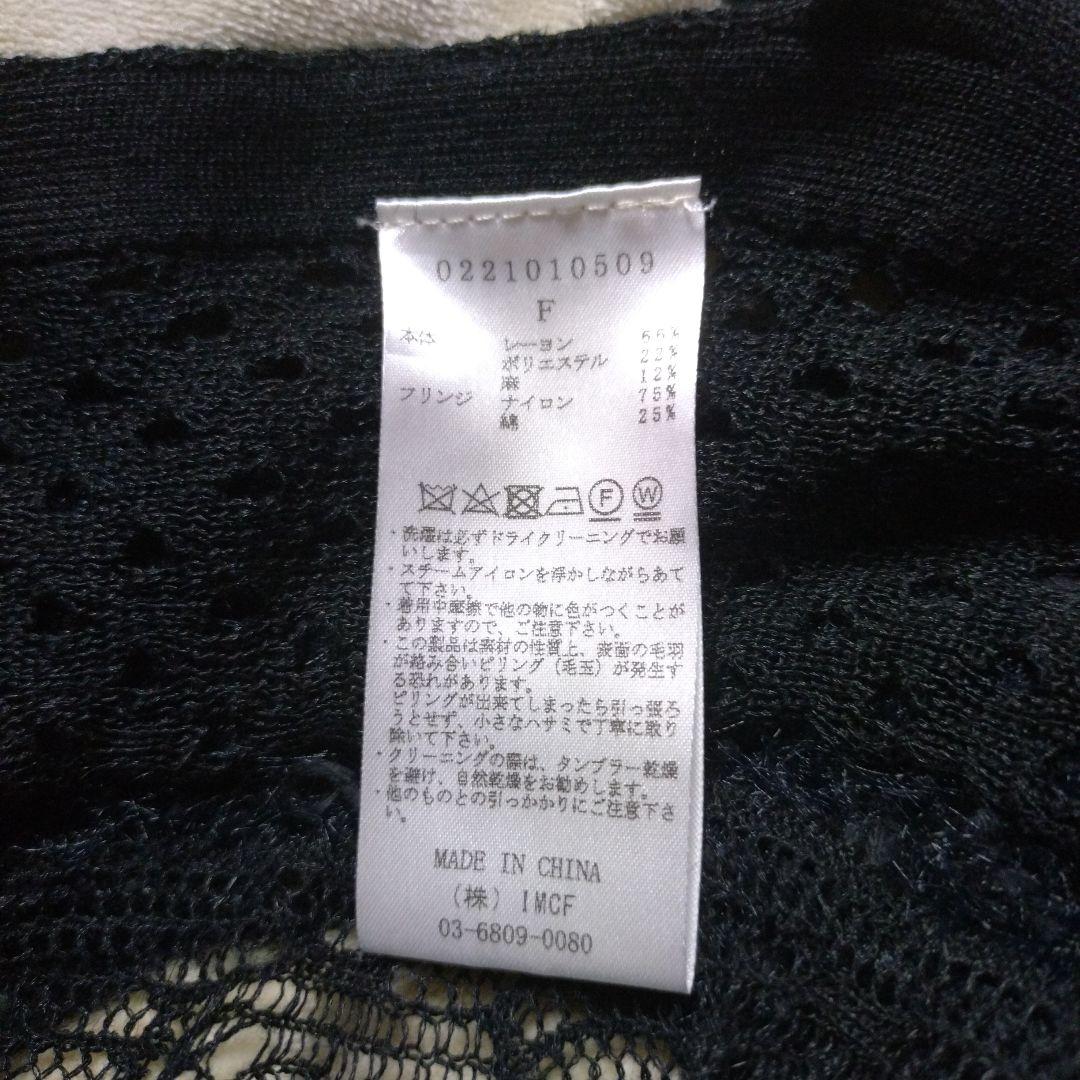 0221010509
F
本体 レーヨン
ポリエステル 22%
麻 12%
フリンジ ナイロン 75%
綿 25%
F W
・洗濯は必ずドライクリーニングでお願
いします。
・スチームアイロンを浮かしながらあて
て下さい。
・着用中摩擦で他の物に色がつくことが
ありますので、ご注意下さい。
・この製品は素材の性質上、表面の毛羽
が絡み合いピリング（毛玉）が発生す
る恐れがあります。
ピリングが出来てしまったら引っ張ろ
うとせず、小さなハサミで丁寧に取り
除いて下さい。
・クリーニングの際は、タンブラー乾燥
を避け、自然乾燥をお勧めします。
・他のものとの引っかかりにご注意下さ
い。
MADE IN CHINA
（株）IMCF
03-6809-0080